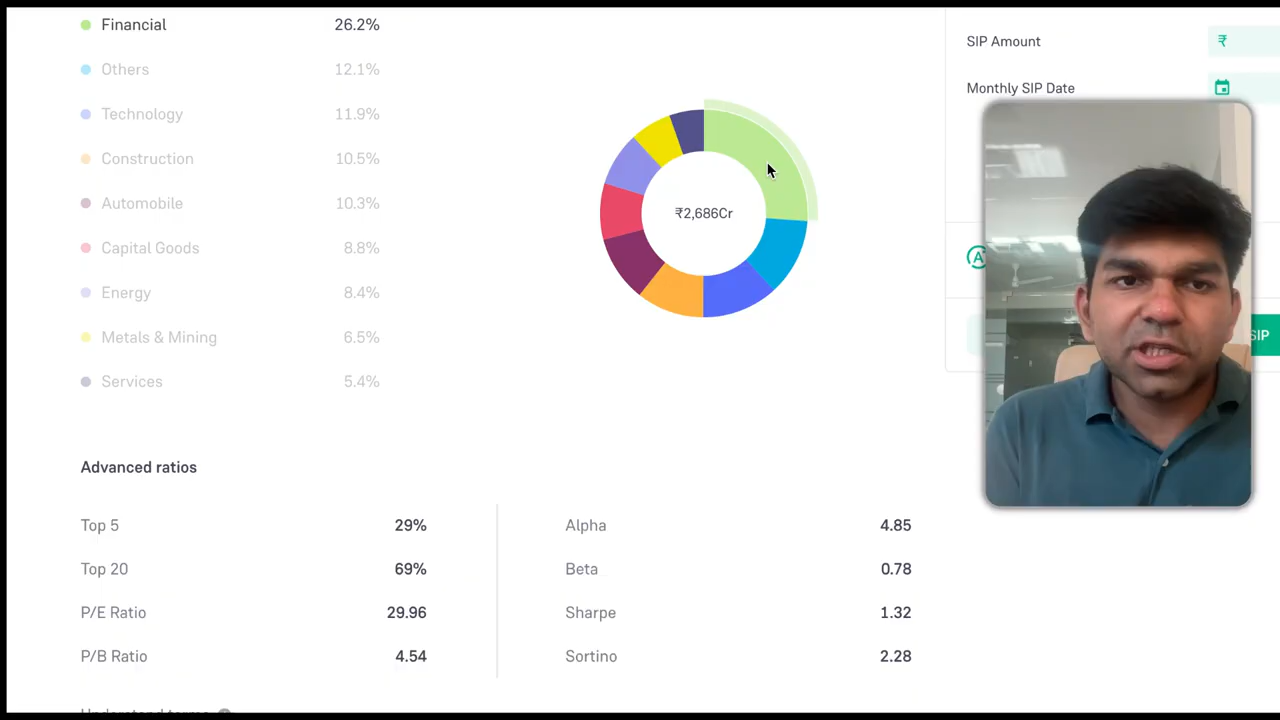 Financial 26.2%
Others 12.1%
Technology 11.9%
Construction 10.5%
Automobile 10.3%
Capital Goods 8.8%
Energy 8.4%
Metals & Mining 6.5%
Services 5.4%
₹2,686Cr
SIP Amount ₹
Monthly SIP Date
A
SIP
Advanced ratios
Top 5 29%
Top 20 69%
P/E Ratio 29.96
P/B Ratio 4.54
Alpha 4.85
Beta 0.78
Sharpe 1.32
Sortino 2.28
Understand terms